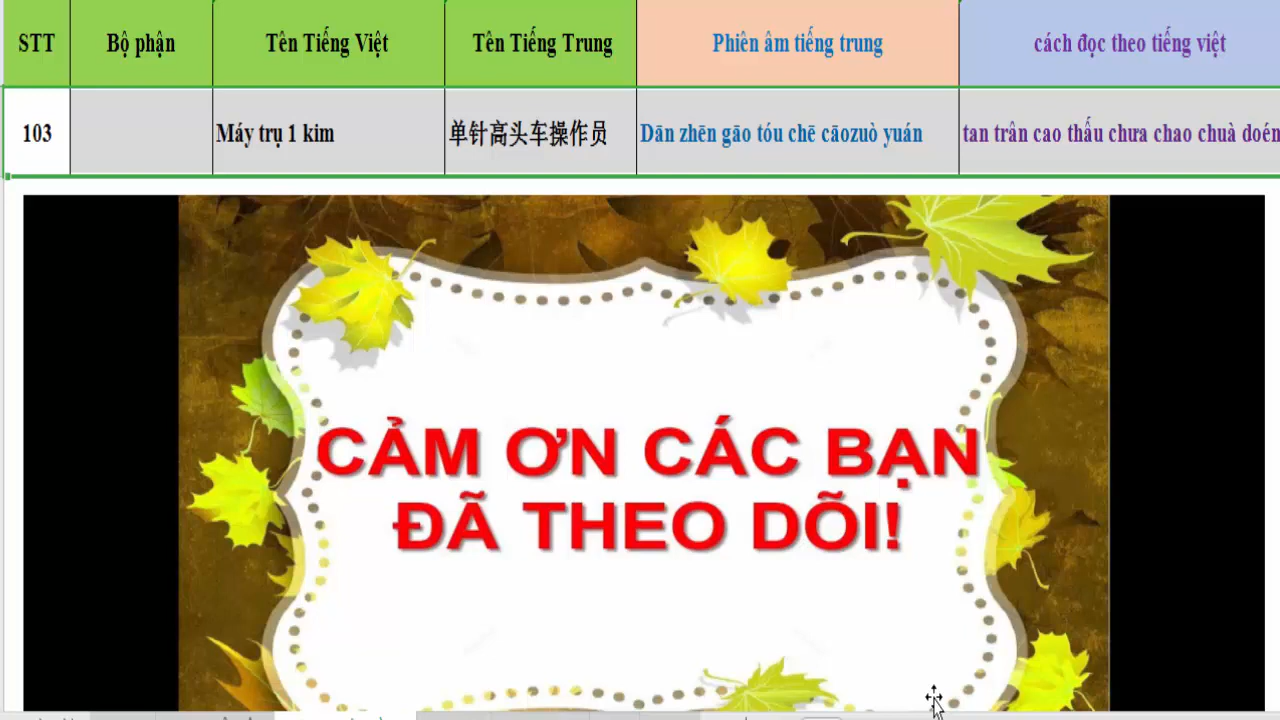 STT Bộ phận Tên Tiếng Việt Tên Tiếng Trung Phiên âm tiếng trung cách đọc theo tiếng việt
103 Máy trụ 1 kim 单针高头车操作员 Dān zhēn gāo tóu chē cāozuò yuán tan trân cao thấu chưa chao chuà doén
CẢM ƠN CÁC BẠN
ĐÃ THEO DÕI!